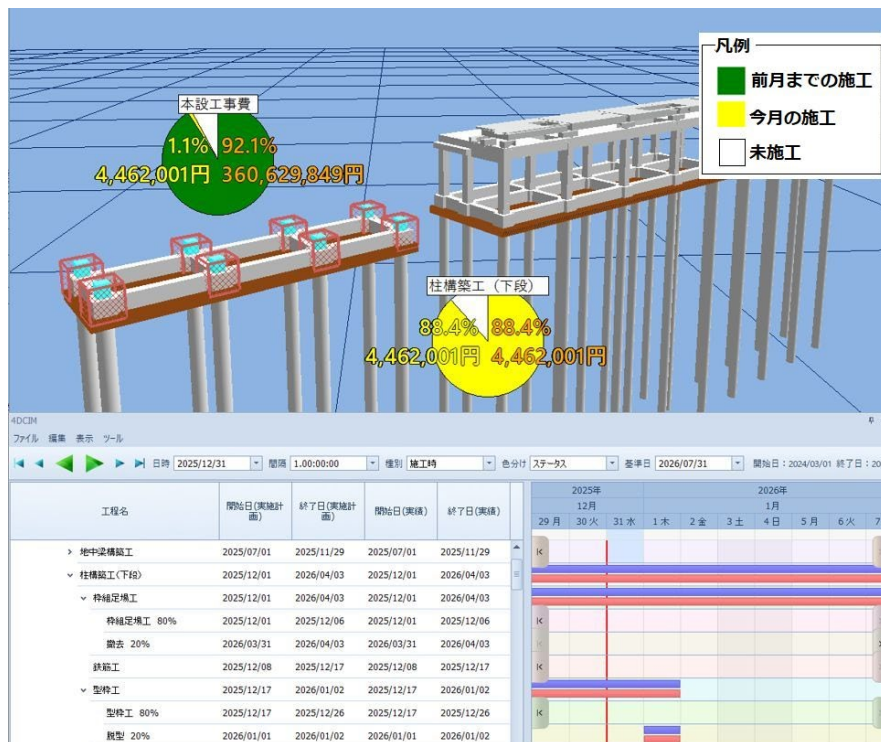 凡例
前月までの施工
今月の施工
未施工
本設工事費
1.1% 92.1%
4,462,001円 360,629,849円
柱構築工（下段）
88.4% 88.4%
4,462,001円 4,462,001円
4DCIM
ファイル 編集 表示 ツール
日時 2025/12/31 間隔 1.00:00:00 種別 施工時 色分け ステータス 基準日 2026/07/31 開始日：2024/03/01 終了日：20
工程名 開始日(実施計画) 終了日(実施計画) 開始日(実績) 終了日(実績)
2025年 2026年
12月 1月
29 月 30 火 31 水 1 木 2 金 3 土 4 日 5 月 6 火 7
地中梁構築工 2025/07/01 2025/11/29 2025/07/01 2025/11/29
柱構築工(下段) 2025/12/01 2026/04/03 2025/12/01 2026/04/03
枠組足場工 2025/12/01 2026/04/03 2025/12/01 2026/04/03
枠組足場工 80% 2025/12/01 2025/12/06 2025/12/01 2025/12/06
撤去 20% 2026/03/31 2026/04/03 2026/03/31 2026/04/03
鉄筋工 2025/12/08 2025/12/17 2025/12/08 2025/12/17
型枠工 2025/12/17 2026/01/02 2025/12/17 2026/01/02
型枠工 80% 2025/12/17 2025/12/26 2025/12/17 2025/12/26
脱型 20% 2026/01/01 2026/01/02 2026/01/01 2026/01/02